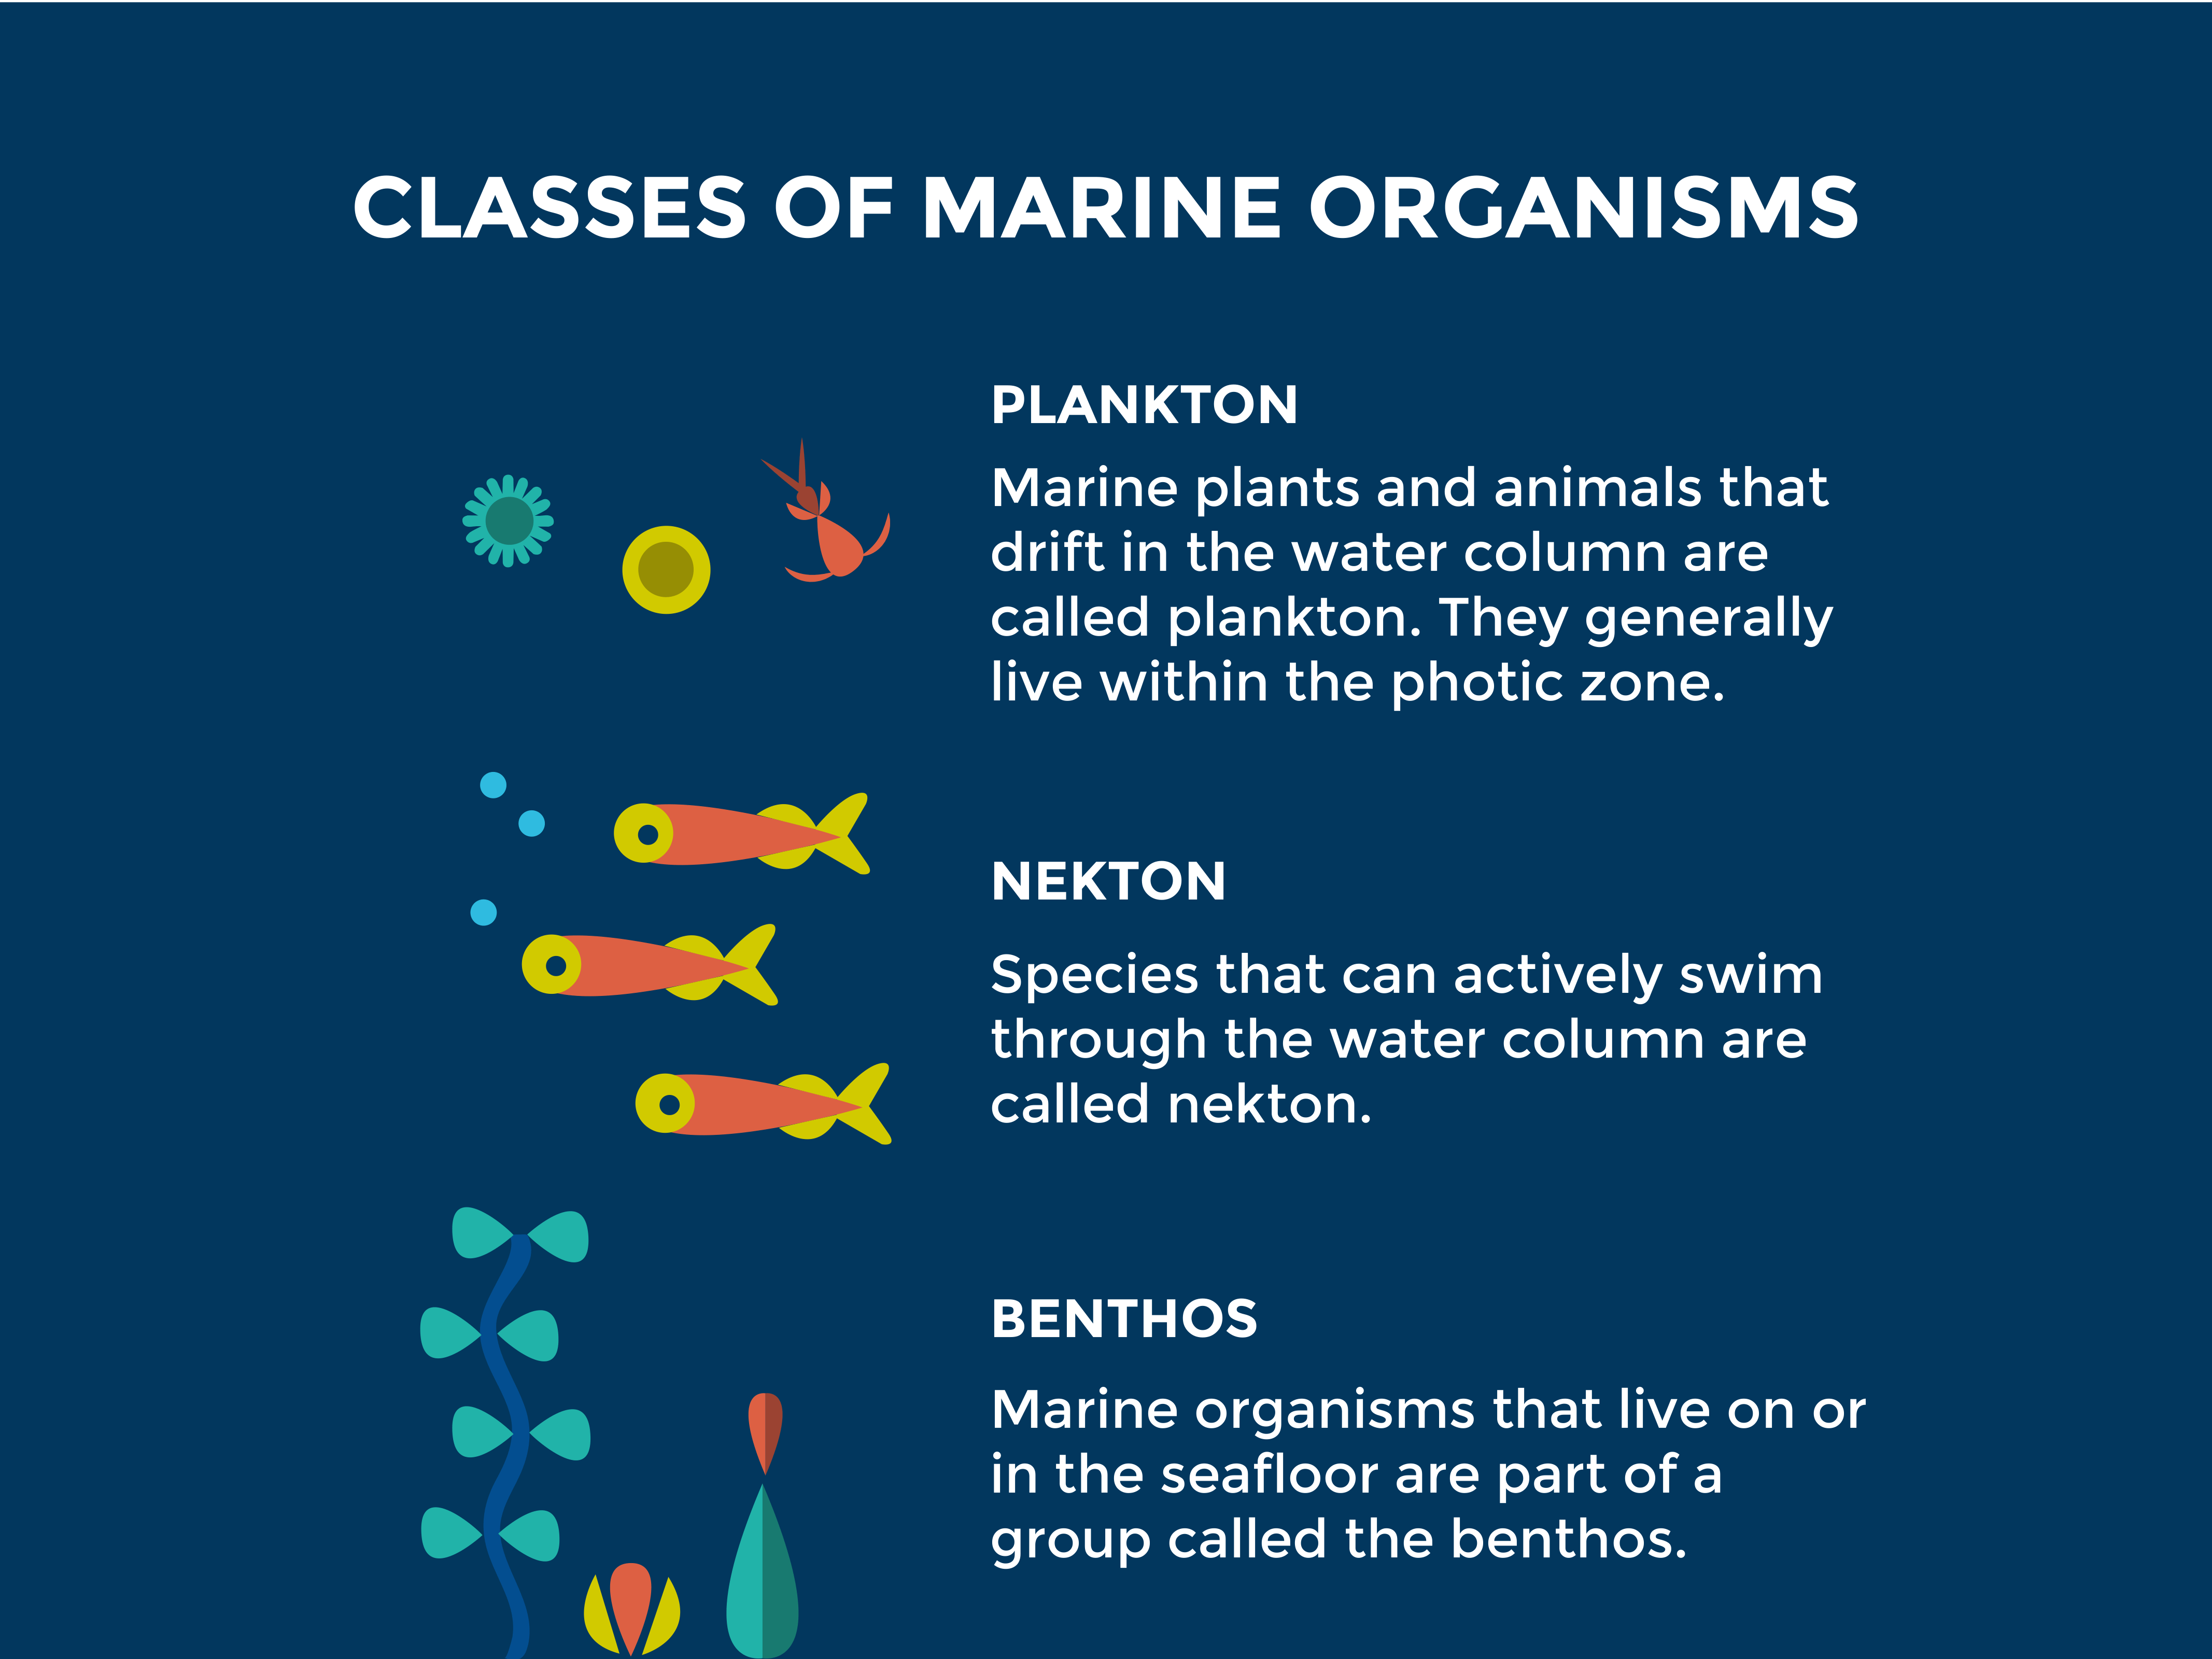 CLASSES OF MARINE ORGANISMS
PLANKTON
Marine plants and animals that
drift in the water column are
called plankton. They generally
live within the photic zone.
NEKTON
Species that can actively swim
through the water column are
called nekton.
BENTHOS
Marine organisms that live on or
in the seafloor are part of a
group called the benthos.